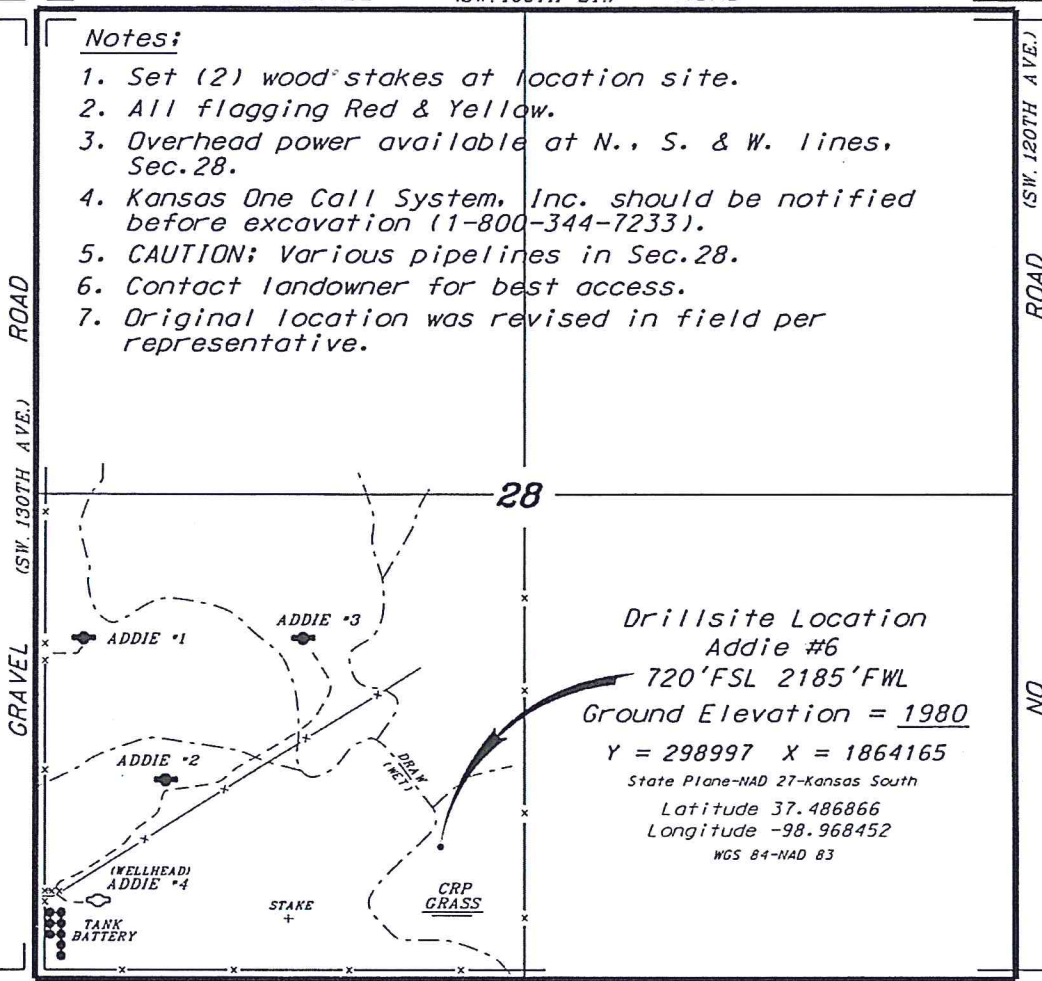 Notes:
1. Set (2) wood stakes at location site.
2. All flagging Red & Yellow.
3. Overhead power available at N., S. & W. lines,
Sec.28.
4. Kansas One Call System, Inc. should be notified
before excavation (1-800-344-7233).
5. CAUTION: Various pipelines in Sec.28.
6. Contact landowner for best access.
7. Original location was revised in field per
representative.
GRAVEL (SW. 130TH AVE.) ROAD
NO ROAD (SW. 120TH AVE.)
28
ADDIE #1
ADDIE #3
ADDIE #2
DRAW
(WET)
(WELLHEAD)
ADDIE #4
TANK
BATTERY
STAKE
CRP
GRASS
Drillsite Location
Addie #6
720'FSL 2185'FWL
Ground Elevation = 1980
Y = 298997 X = 1864165
State Plane-NAD 27-Kansas South
Latitude 37.486866
Longitude -98.968452
WGS 84-NAD 83